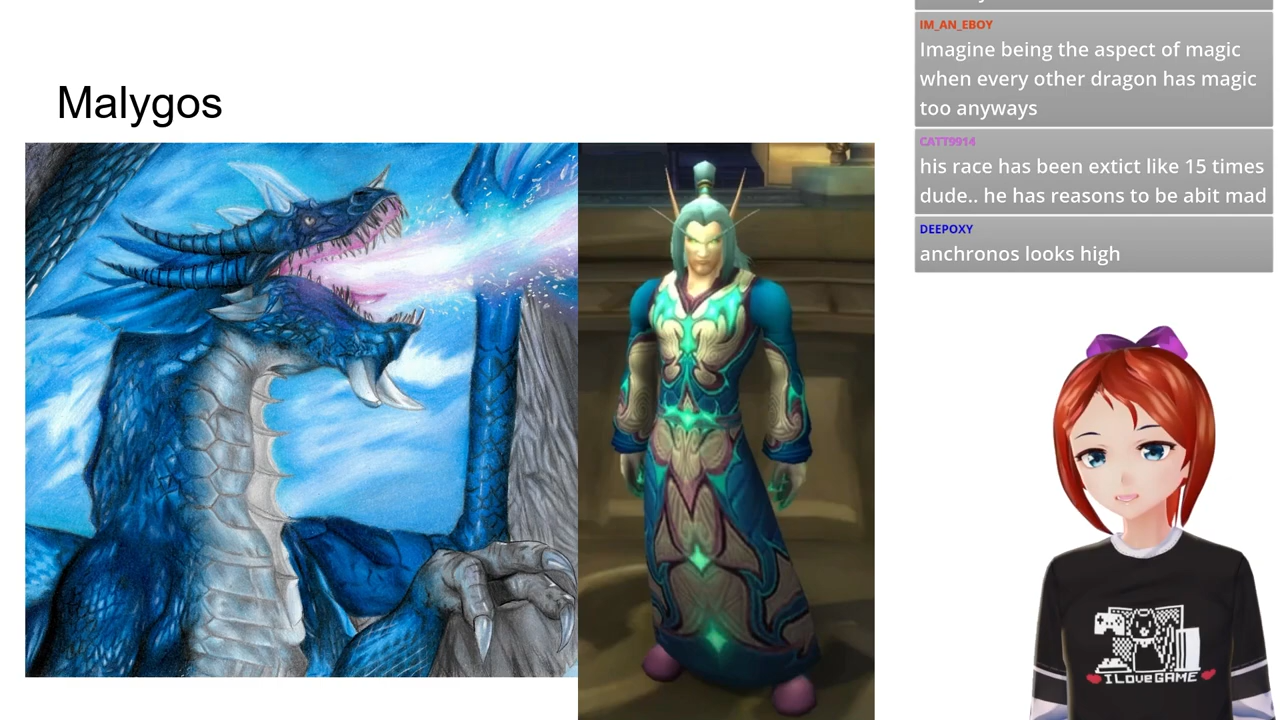 Malygos
IM_AN_EBOY
Imagine being the aspect of magic
when every other dragon has magic
too anyways
CATT9914
his race has been extict like 15 times
dude.. he has reasons to be abit mad
DEEPOXY
anchronos looks high
I LOVE GAME